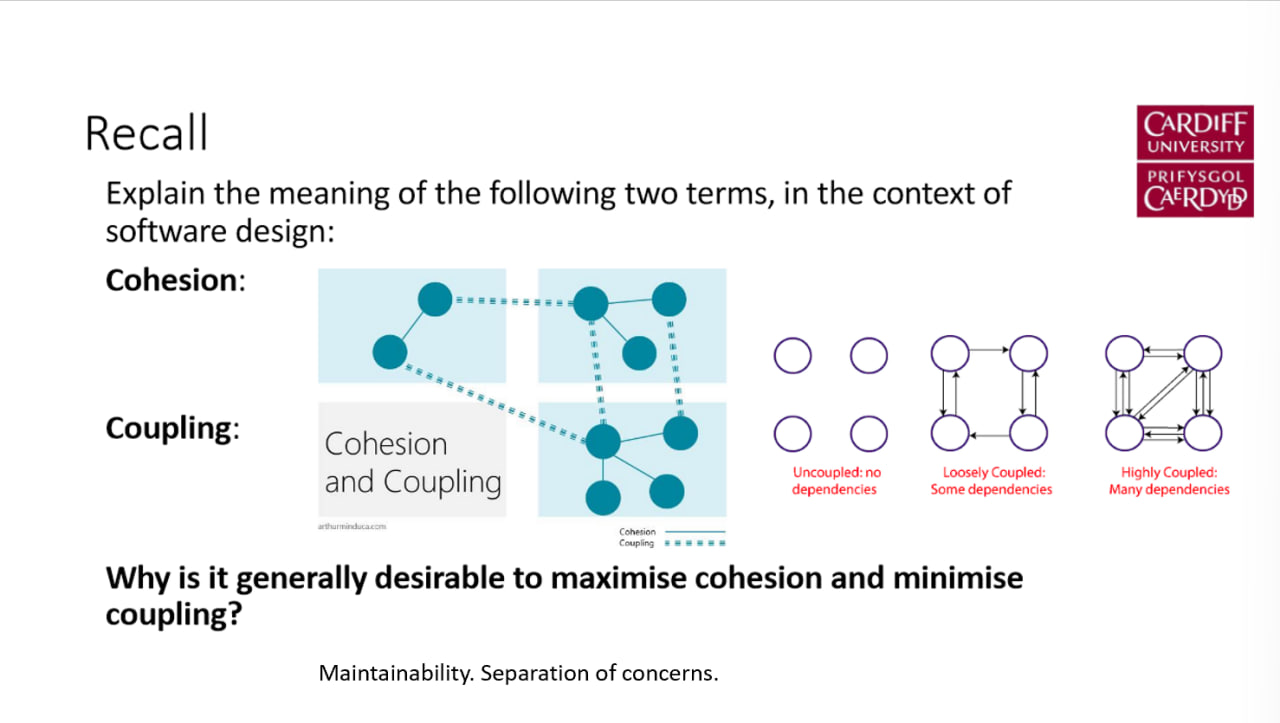 Recall
CARDIFF
UNIVERSITY
PRIFYSGOL
CAERDYDD
Explain the meaning of the following two terms, in the context of
software design:
Cohesion:
Coupling:
Cohesion
and Coupling
arthurminduca.com
Cohesion
Coupling
Uncoupled: no
dependencies
Loosely Coupled:
Some dependencies
Highly Coupled:
Many dependencies
Why is it generally desirable to maximise cohesion and minimise
coupling?
Maintainability. Separation of concerns.